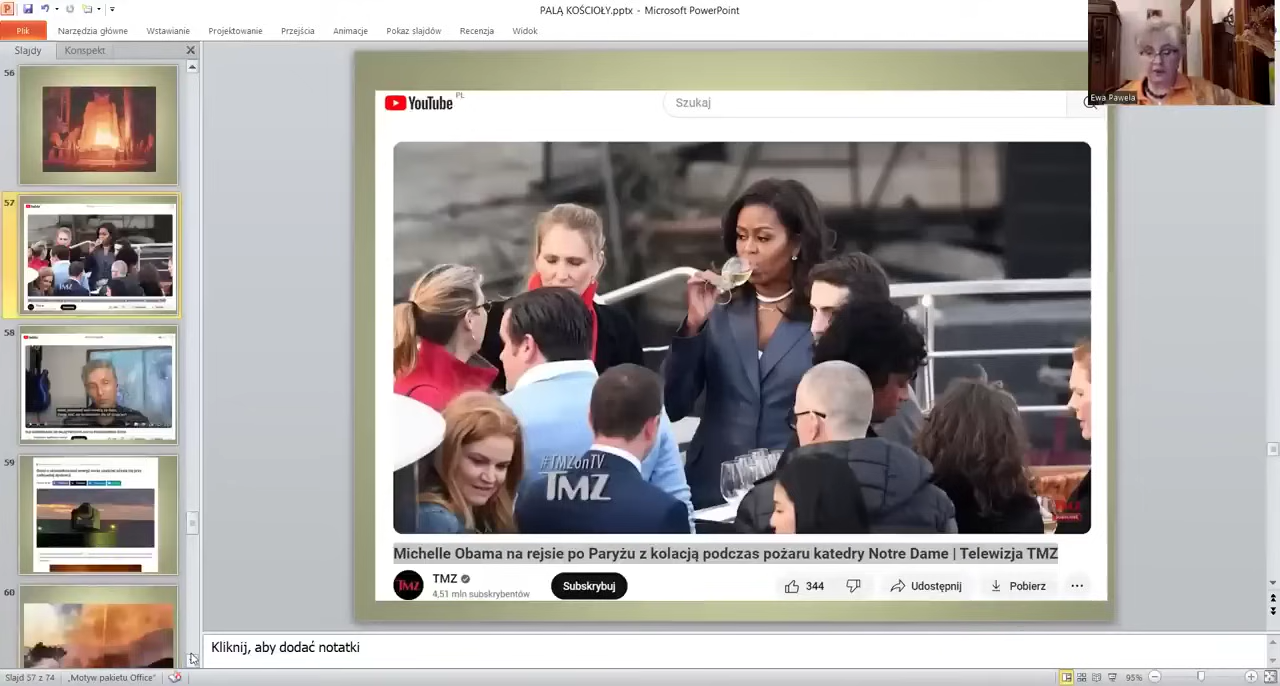 PALĄ KOŚCIOŁY.pptx - Microsoft PowerPoint
Plik Narzędzia główne Wstawianie Projektowanie Przejścia Animacje Pokaz slajdów Recenzja Widok
Slajdy Konspekt
Ewa Pawela
56
57
58
59
60
YouTube PL
Szukaj
#TMZonTV
TMZ
Michelle Obama na rejsie po Paryżu z kolacją podczas pożaru katedry Notre Dame | Telewizja TMZ
TMZ
4,51 mln subskrybentów
Subskrybuj
344
Udostępnij
Pobierz
Kliknij, aby dodać notatki
Slajd 57 z 74 „Motyw pakietu Office” 95%